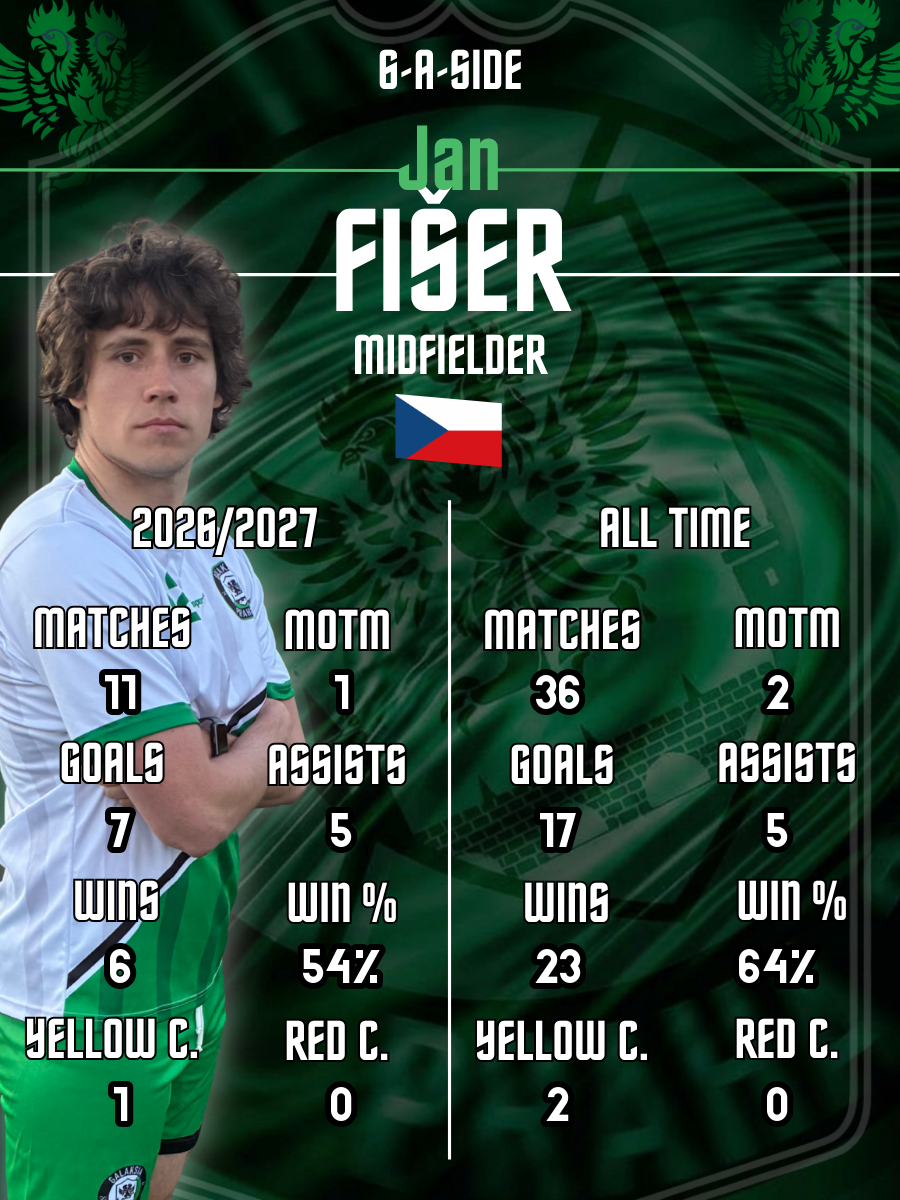 6-A-SIDE
Jan
FIŠER
MIDFIELDER
2026/2027
MATCHES MOTM
11 1
GOALS ASSISTS
7 5
WINS WIN %
6 54%
YELLOW C. RED C.
1 0
ALL TIME
MATCHES MOTM
36 2
GOALS ASSISTS
17 5
WINS WIN %
23 64%
YELLOW C. RED C.
2 0
GALAKSIA